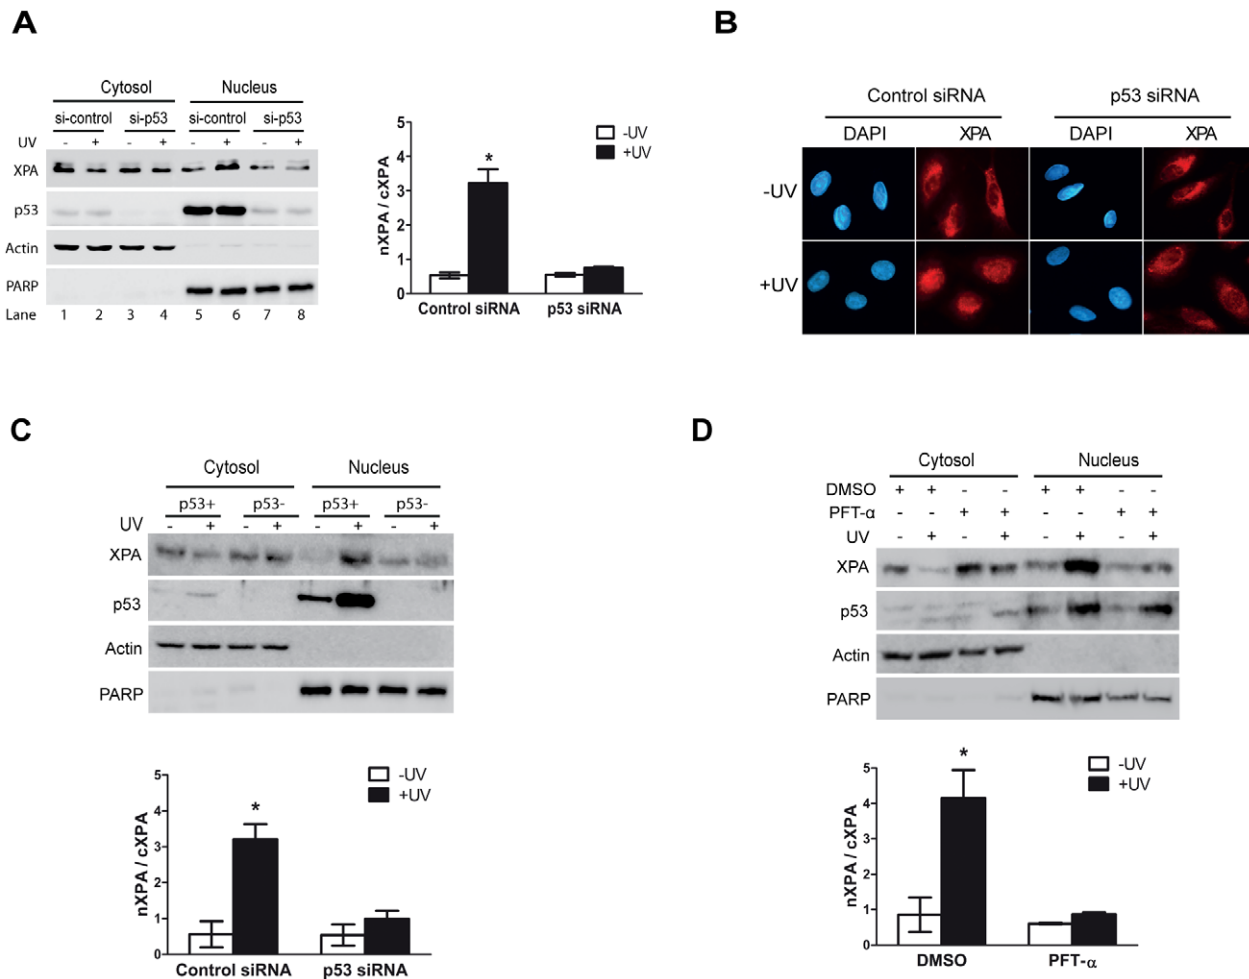 A
Cytosol Nucleus
si-control si-p53 si-control si-p53
UV - + - + - + - +
XPA
p53
Actin
PARP
Lane 1 2 3 4 5 6 7 8
-UV
+UV
nXPA / cXPA
5
4
3
2
1
0
*
Control siRNA p53 siRNA
B
Control siRNA p53 siRNA
DAPI XPA DAPI XPA
-UV
+UV
C
Cytosol Nucleus
p53+ p53- p53+ p53-
UV - + - + - + - +
XPA
p53
Actin
PARP
-UV
+UV
nXPA / cXPA
5
4
3
2
1
0
*
Control siRNA p53 siRNA
D
Cytosol Nucleus
DMSO + + - - + + - -
PFT-α - - + + - - + +
UV - + - + - + - +
XPA
p53
Actin
PARP
-UV
+UV
nXPA / cXPA
5
4
3
2
1
0
*
DMSO PFT-α